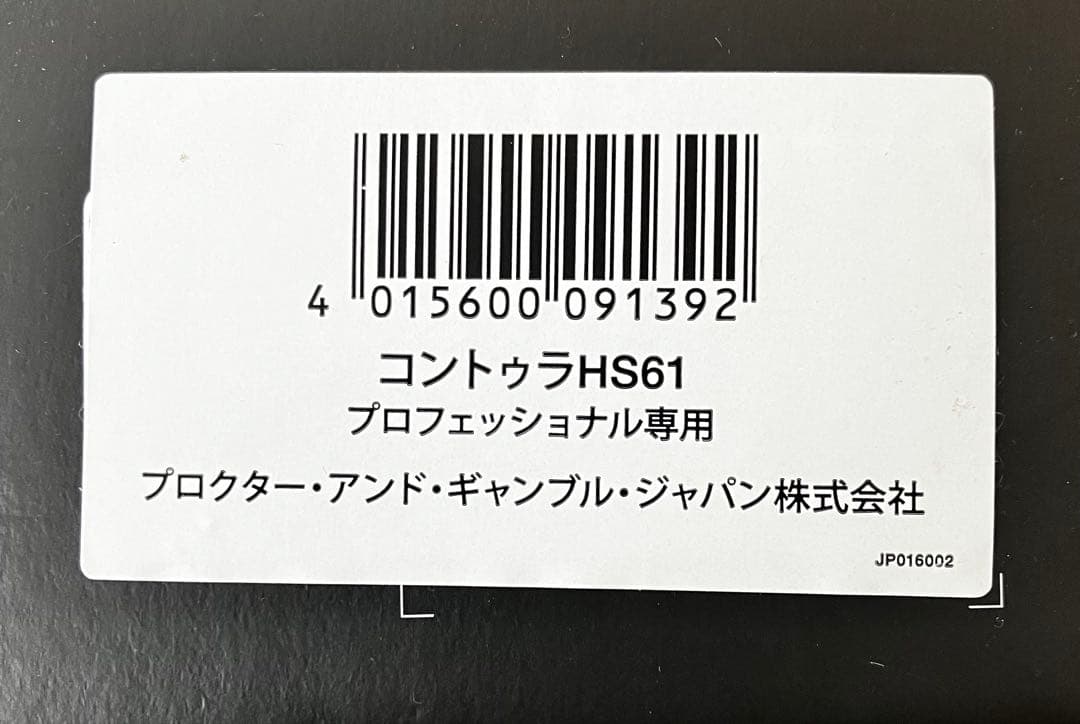 4 015600 091392
コントゥラHS61
プロフェッショナル専用
プロクター・アンド・ギャンブル・ジャパン株式会社
JP016002